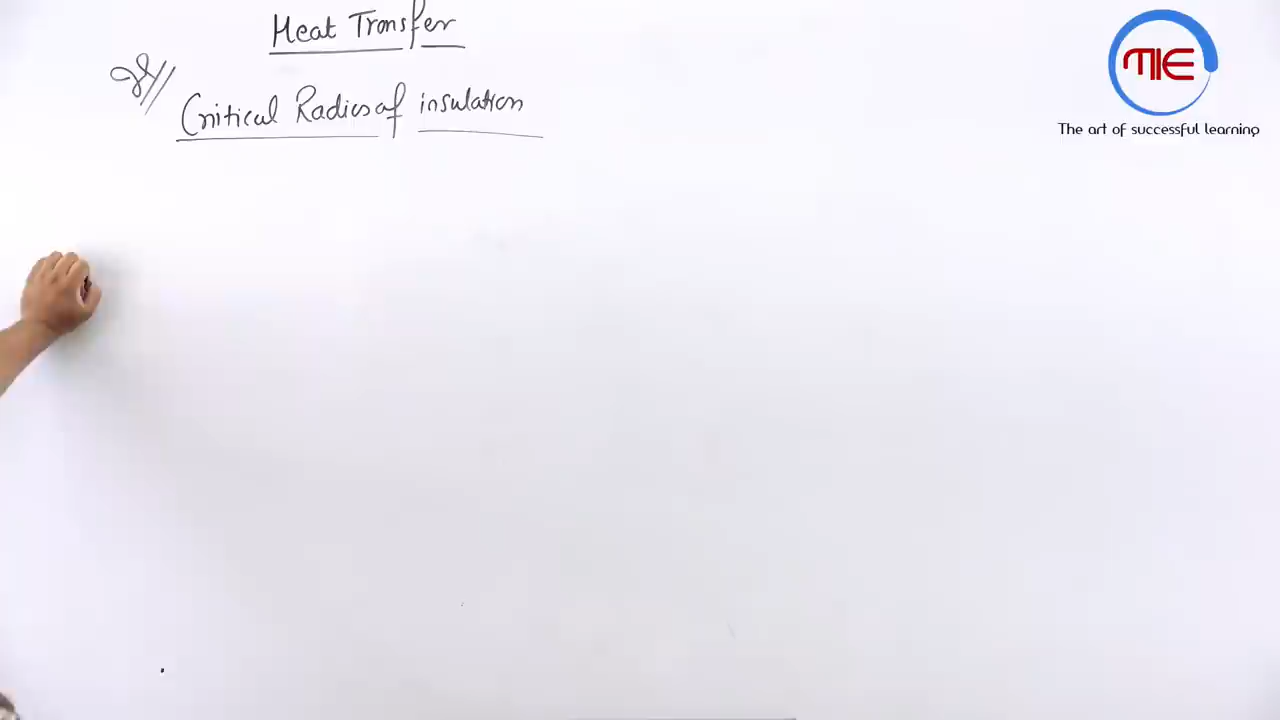 Heat Transfer
Critical Radius of insulation
MIE
The art of successful learning